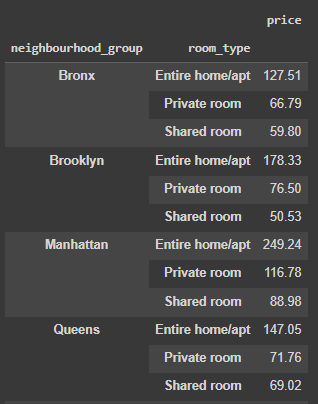 price
neighbourhood_group room_type
Bronx Entire home/apt 127.51
Private room 66.79
Shared room 59.80
Brooklyn Entire home/apt 178.33
Private room 76.50
Shared room 50.53
Manhattan Entire home/apt 249.24
Private room 116.78
Shared room 88.98
Queens Entire home/apt 147.05
Private room 71.76
Shared room 69.02